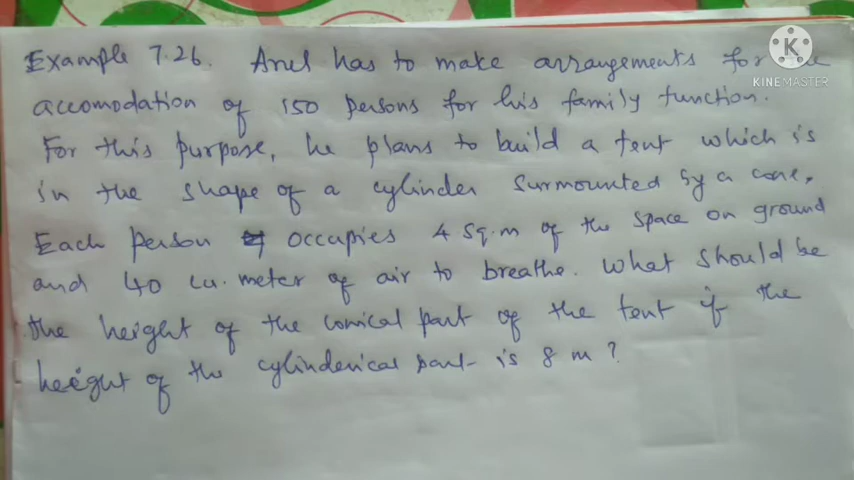 Example 7.26. Arul has to make arrangements for
accomodation of 150 persons for his family function.
For this purpose, he plans to build a tent which is
in the shape of a cylinder surmounted by a cone.
Each person occupies 4 sq.m of the space on ground
and 40 cu. meter of air to breathe. What should be
the height of the conical part of the tent if the
height of the cylinderical part is 8 m?
K
KINEMASTER